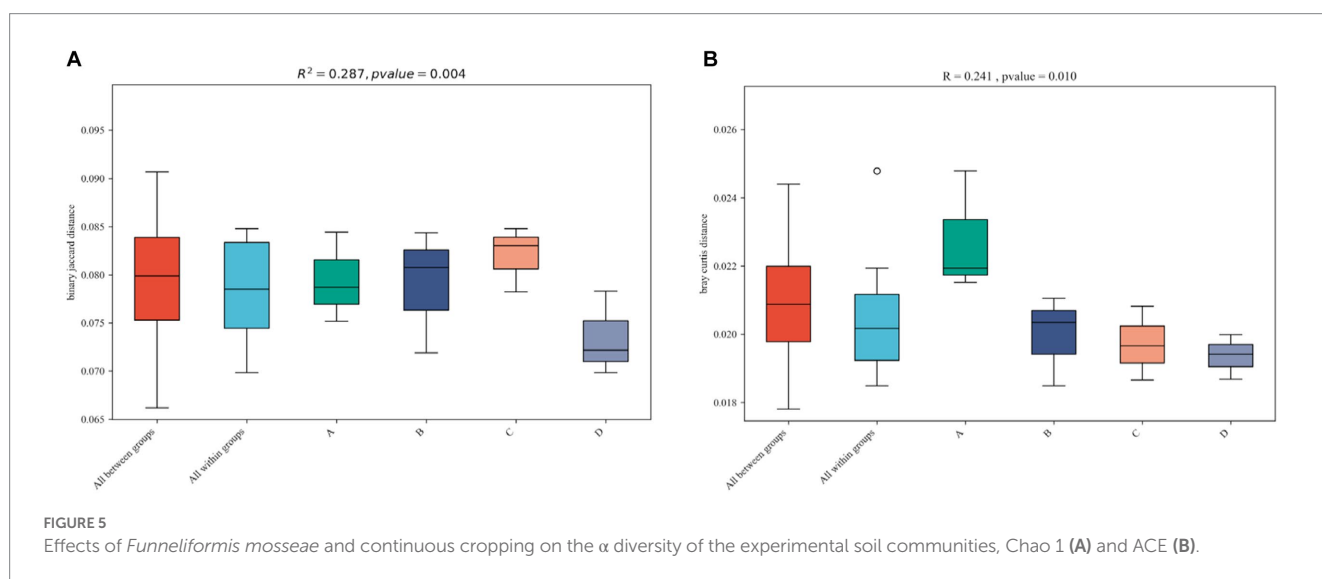 A
R² = 0.287, pvalue = 0.004
binary jaccard distance
0.095
0.090
0.085
0.080
0.075
0.070
0.065
All between groups
All within groups
A
B
C
D
B
R = 0.241 , pvalue = 0.010
bray curtis distance
0.026
0.024
0.022
0.020
0.018
All between groups
All within groups
A
B
C
D
FIGURE 5
Effects of Funneliformis mosseae and continuous cropping on the α diversity of the experimental soil communities, Chao 1 (A) and ACE (B).